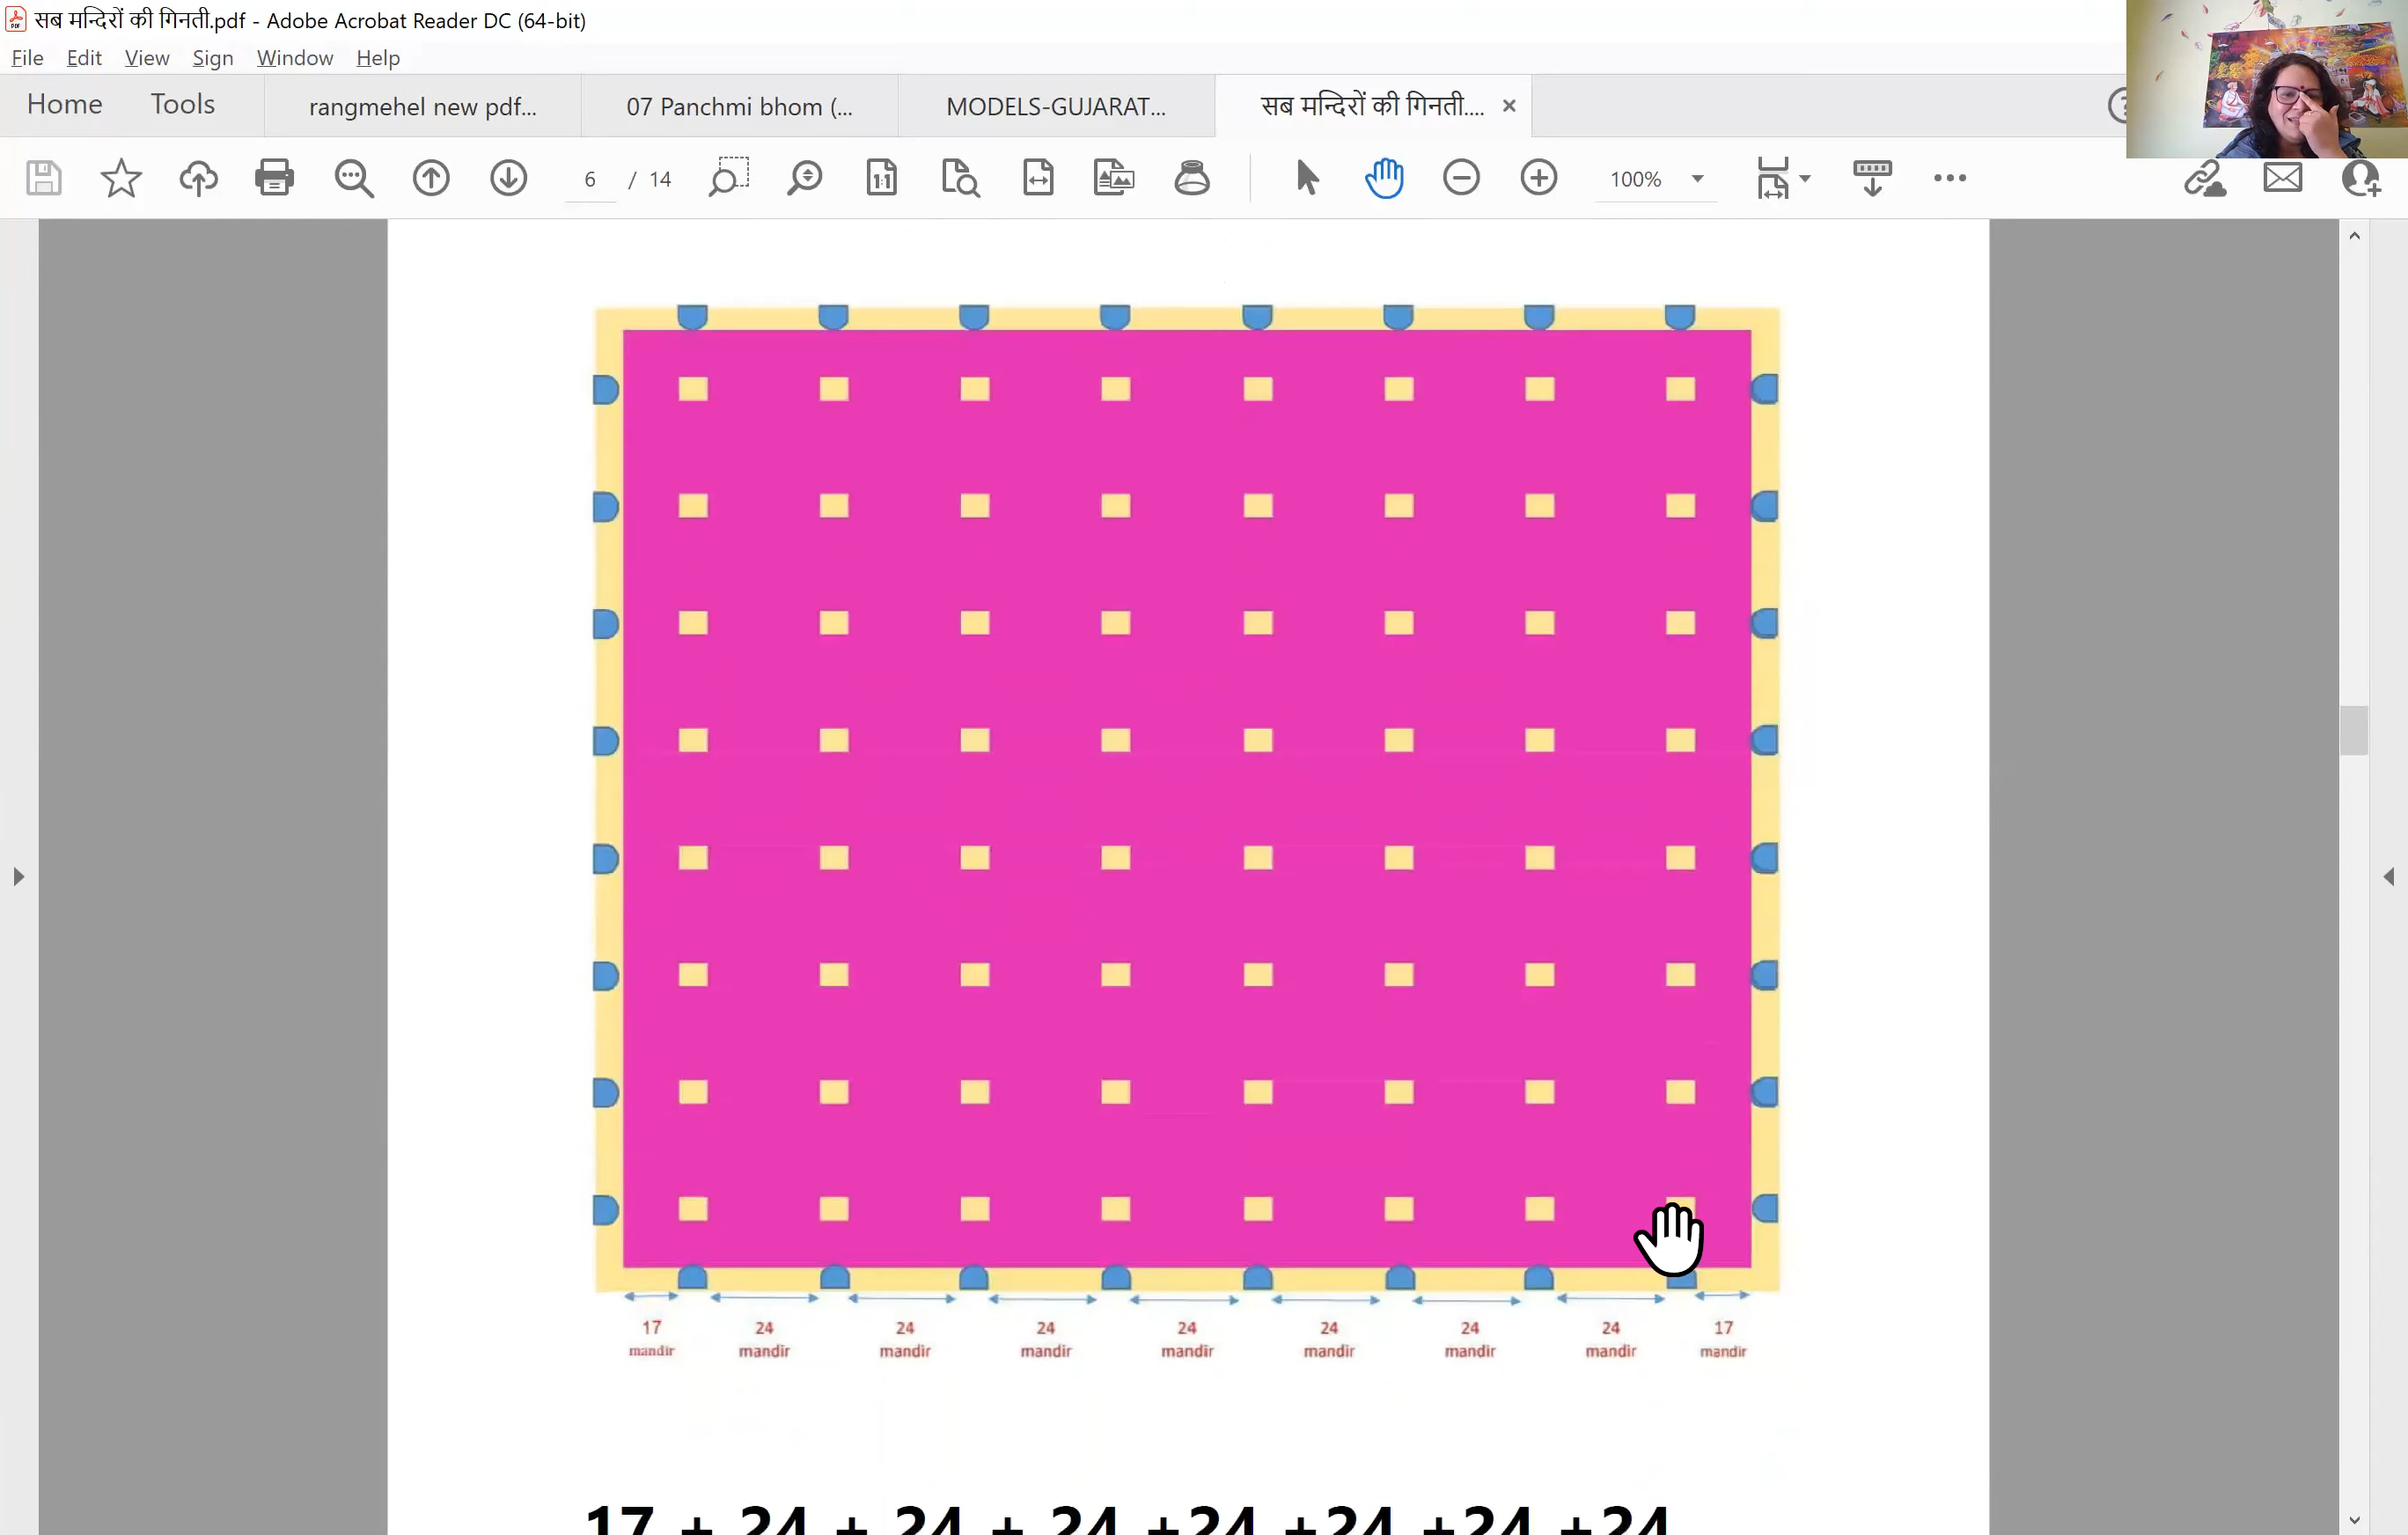 सब मन्दिरों की गिनती.pdf - Adobe Acrobat Reader DC (64-bit)
File Edit View Sign Window Help
Home Tools rangmehel new pdf... 07 Panchmi bhom (... MODELS-GUJARAT... सब मन्दिरों की गिनती....
6 / 14 100%
17 24 24 24 24 24 24 24 17
mandir mandir mandir mandir mandir mandir mandir mandir mandir
17 + 24 + 24 + 24 +24 +24 +24 +24